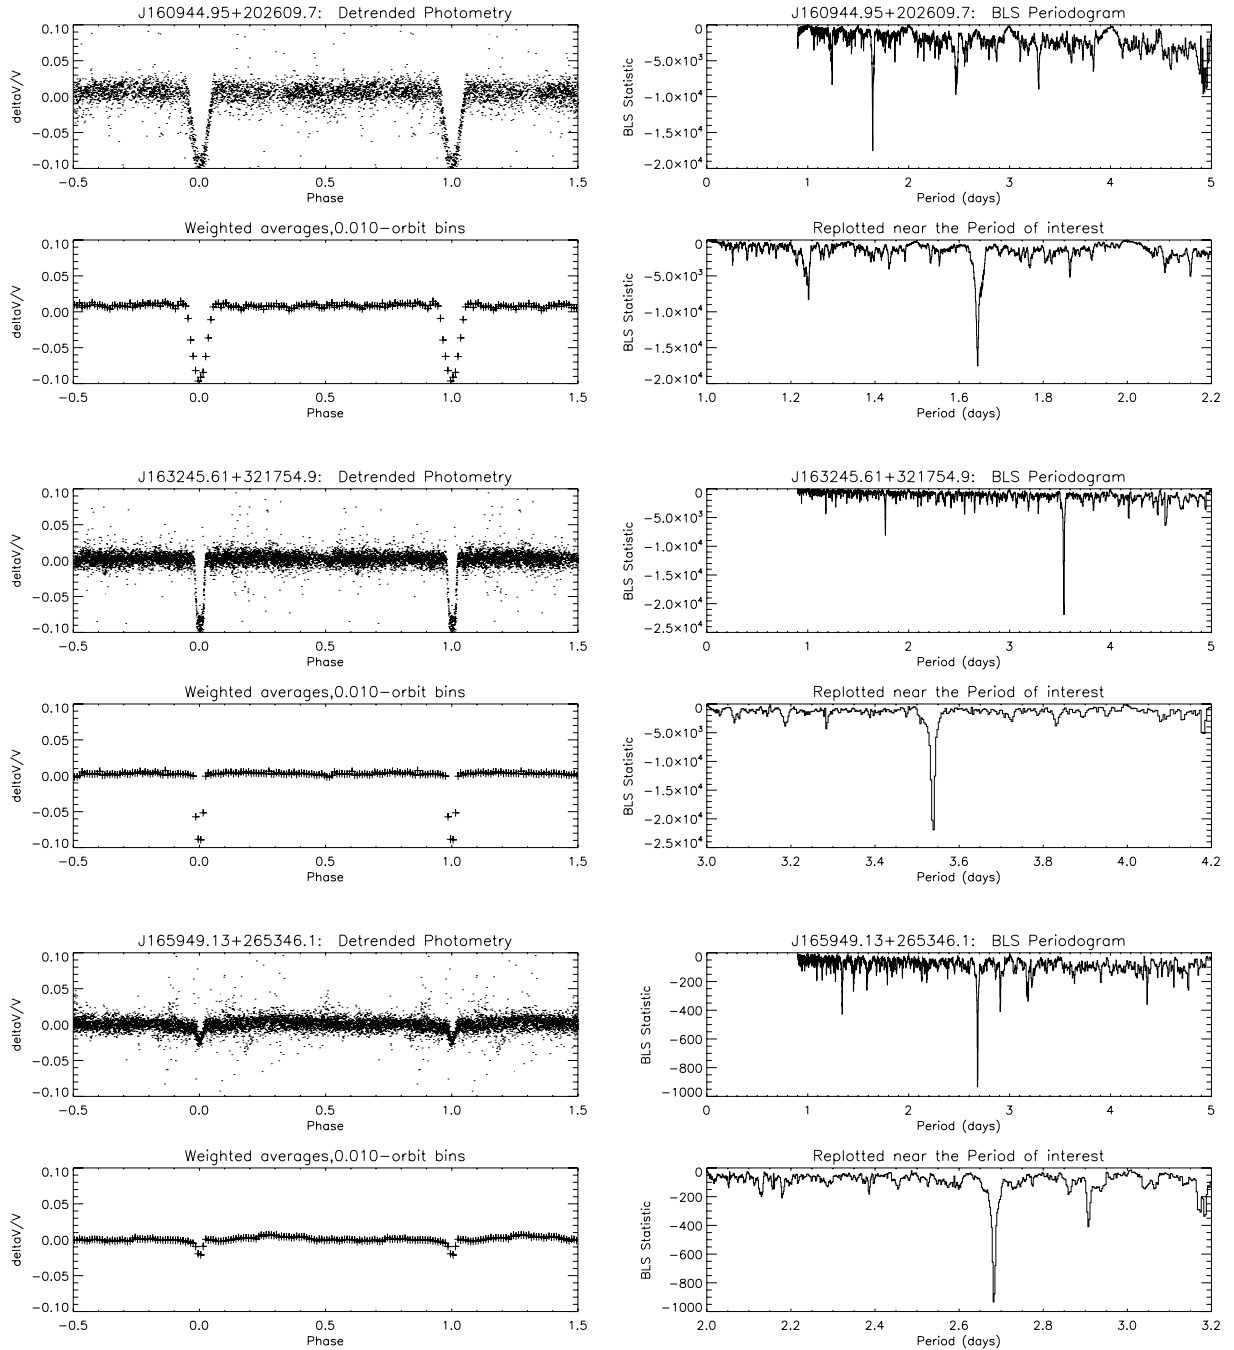 J160944.95+202609.7: Detrended Photometry
0.10
0.05
0.00
−0.05
−0.10
deltaV/V
−0.5 0.0 0.5 1.0 1.5
Phase
J160944.95+202609.7: BLS Periodogram
0
−5.0×10³
−1.0×10⁴
−1.5×10⁴
−2.0×10⁴
BLS Statistic
0 1 2 3 4 5
Period (days)
Weighted averages,0.010−orbit bins
0.10
0.05
0.00
−0.05
−0.10
deltaV/V
−0.5 0.0 0.5 1.0 1.5
Phase
Replotted near the Period of interest
0
−5.0×10³
−1.0×10⁴
−1.5×10⁴
−2.0×10⁴
BLS Statistic
1.0 1.2 1.4 1.6 1.8 2.0 2.2
Period (days)
J163245.61+321754.9: Detrended Photometry
0.10
0.05
0.00
−0.05
−0.10
deltaV/V
−0.5 0.0 0.5 1.0 1.5
Phase
J163245.61+321754.9: BLS Periodogram
0
−5.0×10³
−1.0×10⁴
−1.5×10⁴
−2.0×10⁴
−2.5×10⁴
BLS Statistic
0 1 2 3 4 5
Period (days)
Weighted averages,0.010−orbit bins
0.10
0.05
0.00
−0.05
−0.10
deltaV/V
−0.5 0.0 0.5 1.0 1.5
Phase
Replotted near the Period of interest
0
−5.0×10³
−1.0×10⁴
−1.5×10⁴
−2.0×10⁴
−2.5×10⁴
BLS Statistic
3.0 3.2 3.4 3.6 3.8 4.0 4.2
Period (days)
J165949.13+265346.1: Detrended Photometry
0.10
0.05
0.00
−0.05
−0.10
deltaV/V
−0.5 0.0 0.5 1.0 1.5
Phase
J165949.13+265346.1: BLS Periodogram
0
−200
−400
−600
−800
−1000
BLS Statistic
0 1 2 3 4 5
Period (days)
Weighted averages,0.010−orbit bins
0.10
0.05
0.00
−0.05
−0.10
deltaV/V
−0.5 0.0 0.5 1.0 1.5
Phase
Replotted near the Period of interest
0
−200
−400
−600
−800
−1000
BLS Statistic
2.0 2.2 2.4 2.6 2.8 3.0 3.2
Period (days)